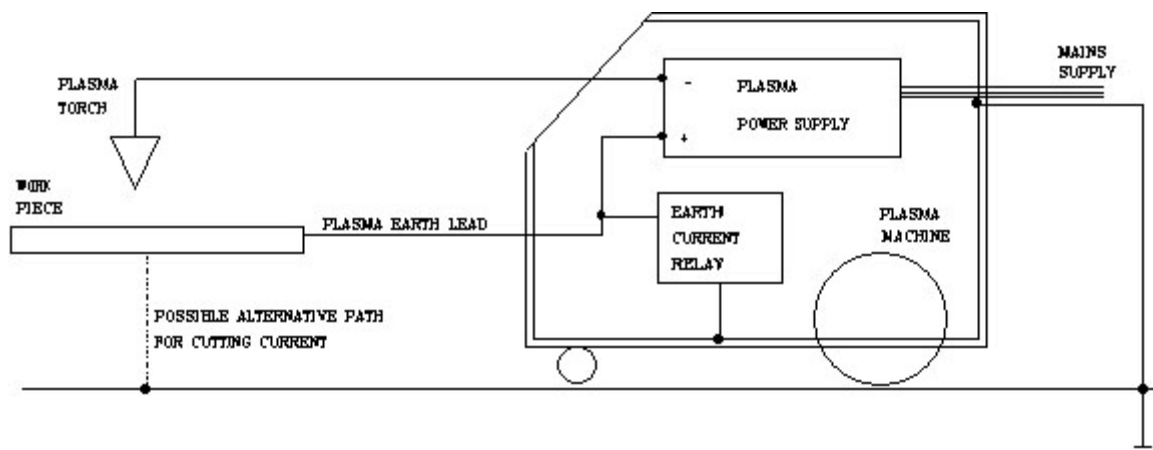 MAINS
SUPPLY
PLASMA
TORCH
-
PLASMA
POWER SUPPLY
+
WORK
PIECE
PLASMA EARTH LEAD
EARTH
CURRENT
RELAY
PLASMA
MACHINE
POSSIBLE ALTERNATIVE PATH
FOR CUTTING CURRENT